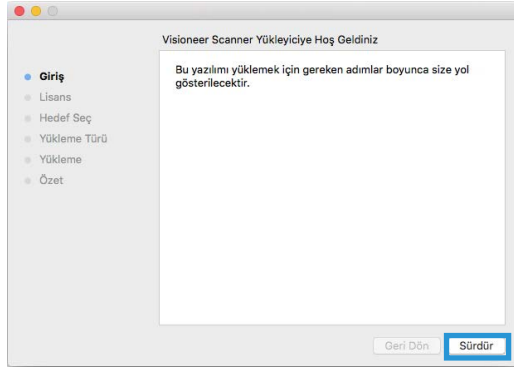 Visioneer Scanner Yükleyiciye Hoş Geldiniz
Giriş
Lisans
Hedef Seç
Yükleme Türü
Yükleme
Özet
Bu yazılımı yüklemek için gereken adımlar boyunca size yol
gösterilecektir.
Geri Dön
Sürdür